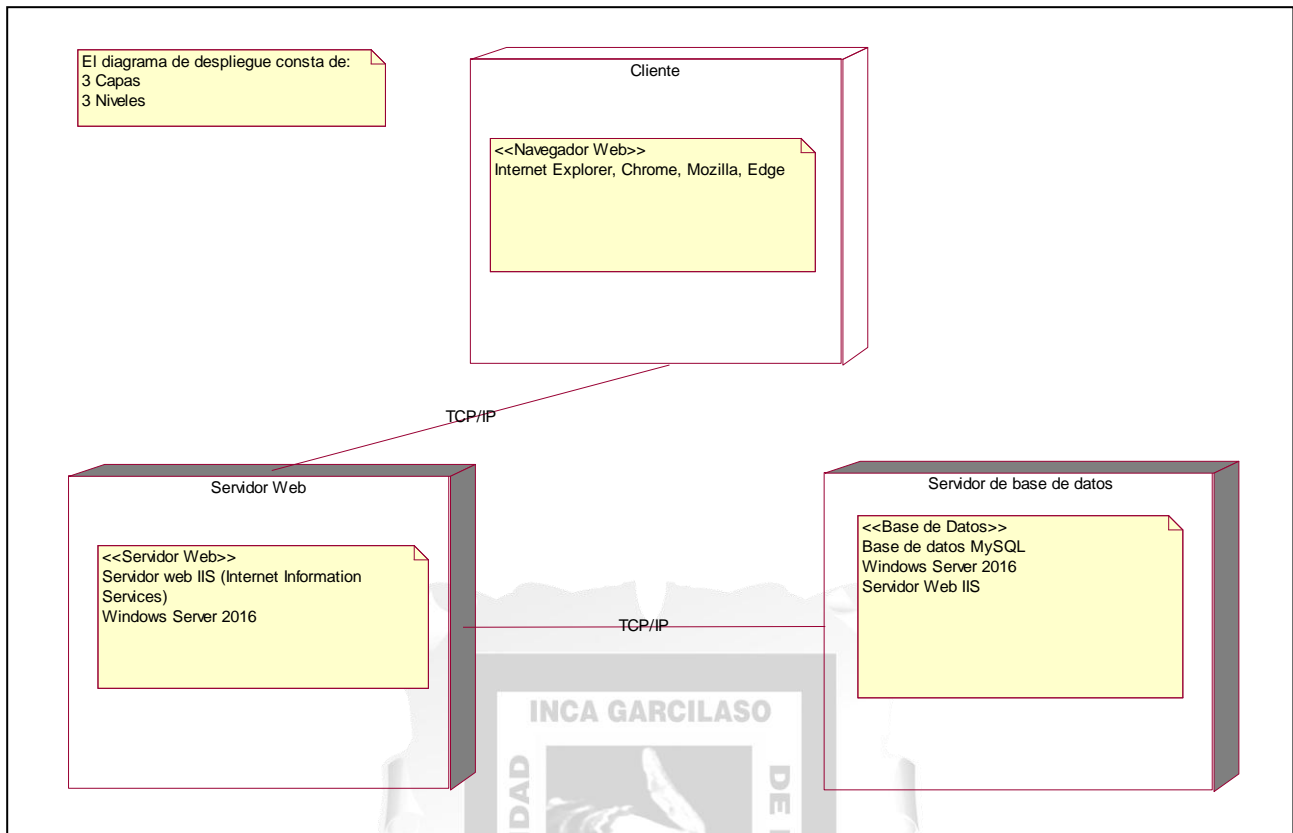 El diagrama de despliegue consta de:
3 Capas
3 Niveles
Cliente
<<Navegador Web>>
Internet Explorer, Chrome, Mozilla, Edge
TCP/IP
Servidor Web
<<Servidor Web>>
Servidor web IIS (Internet Information
Services)
Windows Server 2016
TCP/IP
Servidor de base de datos
<<Base de Datos>>
Base de datos MySQL
Windows Server 2016
Servidor Web IIS
INCA GARCILASO
DE